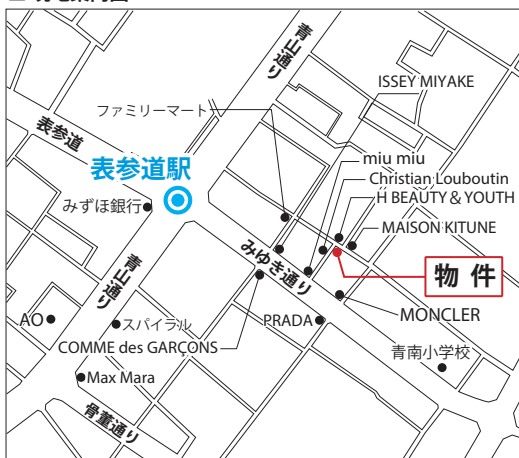 青山通り
ISSEY MIYAKE
ファミリーマート
表参道
miu miu
表参道駅
Christian Louboutin
H BEAUTY & YOUTH
みずほ銀行
MAISON KITUNE
みゆき通り
物件
青山通り
MONCLER
AO
スパイラル
PRADA
COMME des GARÇONS
青南小学校
Max Mara
骨董通り